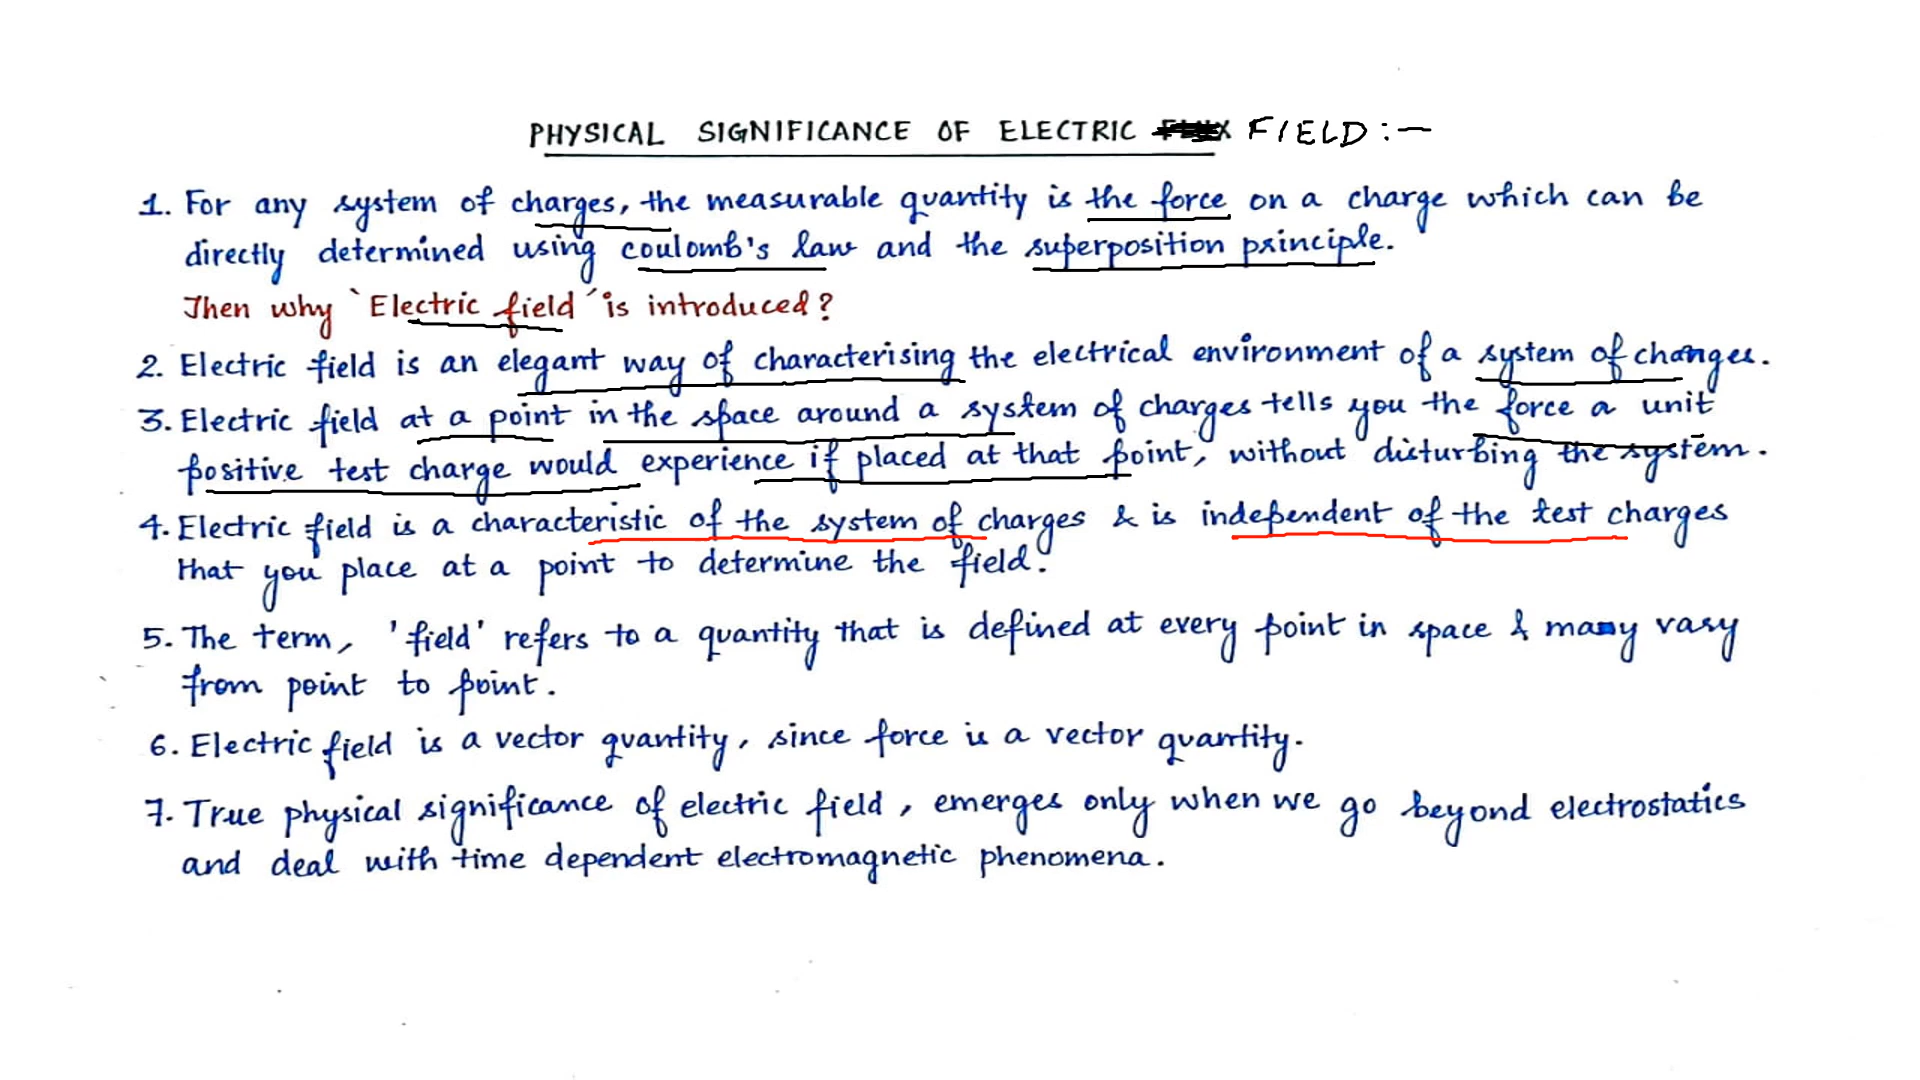 PHYSICAL SIGNIFICANCE OF ELECTRIC FIELD :-
1. For any system of charges, the measurable quantity is the force on a charge which can be
directly determined using coulomb's law and the superposition principle.
Then why `Electric field´ is introduced?
2. Electric field is an elegant way of characterising the electrical environment of a system of changes.
3. Electric field at a point in the space around a system of charges tells you the force a unit
positive test charge would experience if placed at that point, without disturbing the system.
4. Electric field is a characteristic of the system of charges & is independent of the test charges
that you place at a point to determine the field.
5. The term, 'field' refers to a quantity that is defined at every point in space & many vary
from point to point.
6. Electric field is a vector quantity, since force is a vector quantity.
7. True physical significance of electric field, emerges only when we go beyond electrostatics
and deal with time dependent electromagnetic phenomena.